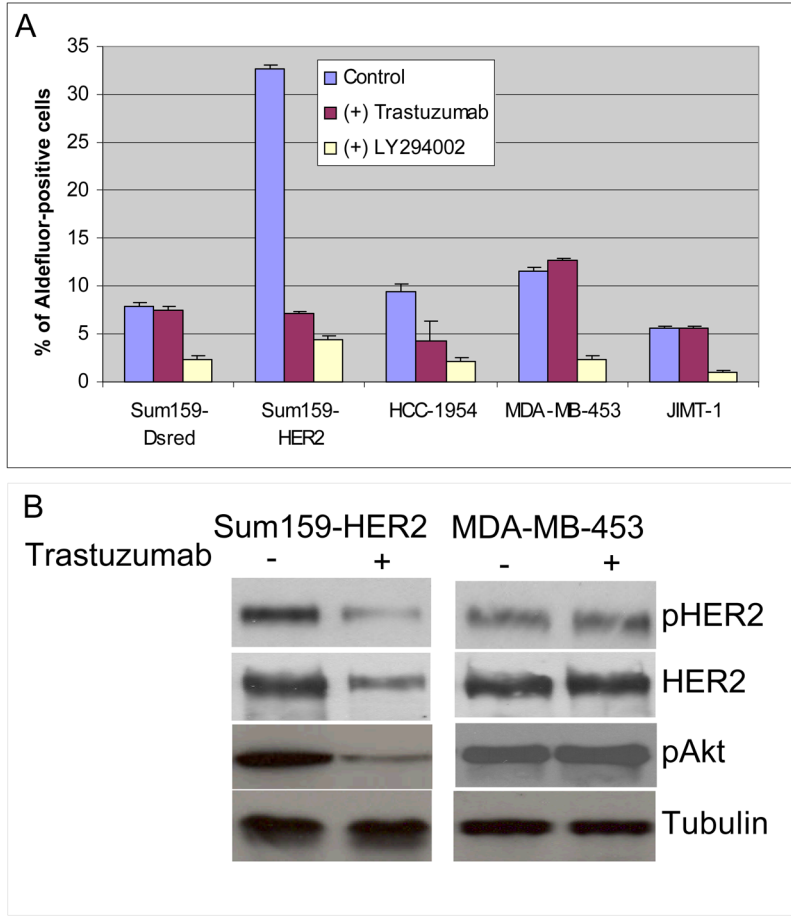 A
% of Aldefluor-positive cells
35
30
25
20
15
10
5
0
Control
(+) Trastuzumab
(+) LY294002
Sum159-
Dsred
Sum159-
HER2
HCC-1954
MDA-MB-453
JIMT-1
B
Sum159-HER2 MDA-MB-453
Trastuzumab - + - +
pHER2
HER2
pAkt
Tubulin